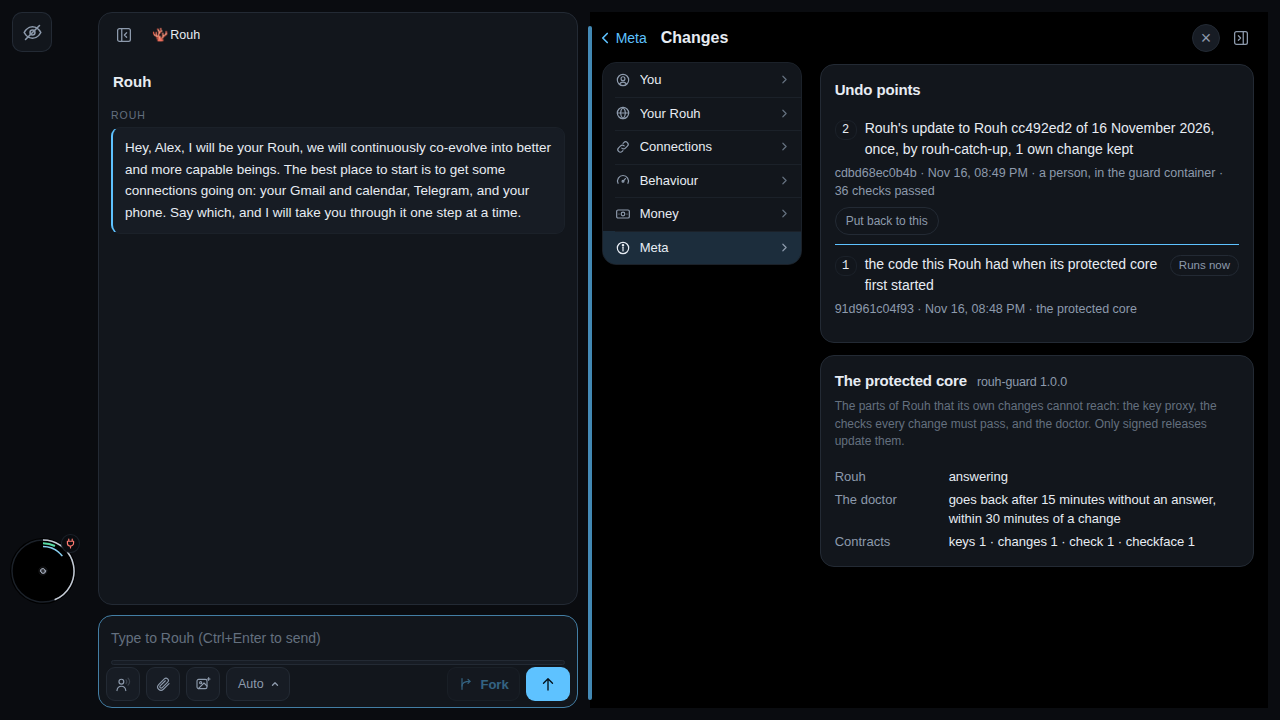 Rouh
Rouh
ROUH
Hey, Alex, I will be your Rouh, we will continuously co-evolve into better
and more capable beings. The best place to start is to get some
connections going on: your Gmail and calendar, Telegram, and your
phone. Say which, and I will take you through it one step at a time.
Type to Rouh (Ctrl+Enter to send)
Auto
Fork
Meta
Changes
You
Your Rouh
Connections
Behaviour
Money
Meta
Undo points
2
Rouh's update to Rouh cc492ed2 of 16 November 2026,
once, by rouh-catch-up, 1 own change kept
cdbd68ec0b4b · Nov 16, 08:49 PM · a person, in the guard container ·
36 checks passed
Put back to this
1
the code this Rouh had when its protected core
first started
Runs now
91d961c04f93 · Nov 16, 08:48 PM · the protected core
The protected core rouh-guard 1.0.0
The parts of Rouh that its own changes cannot reach: the key proxy, the
checks every change must pass, and the doctor. Only signed releases
update them.
Rouh answering
The doctor goes back after 15 minutes without an answer,
within 30 minutes of a change
Contracts keys 1 · changes 1 · check 1 · checkface 1